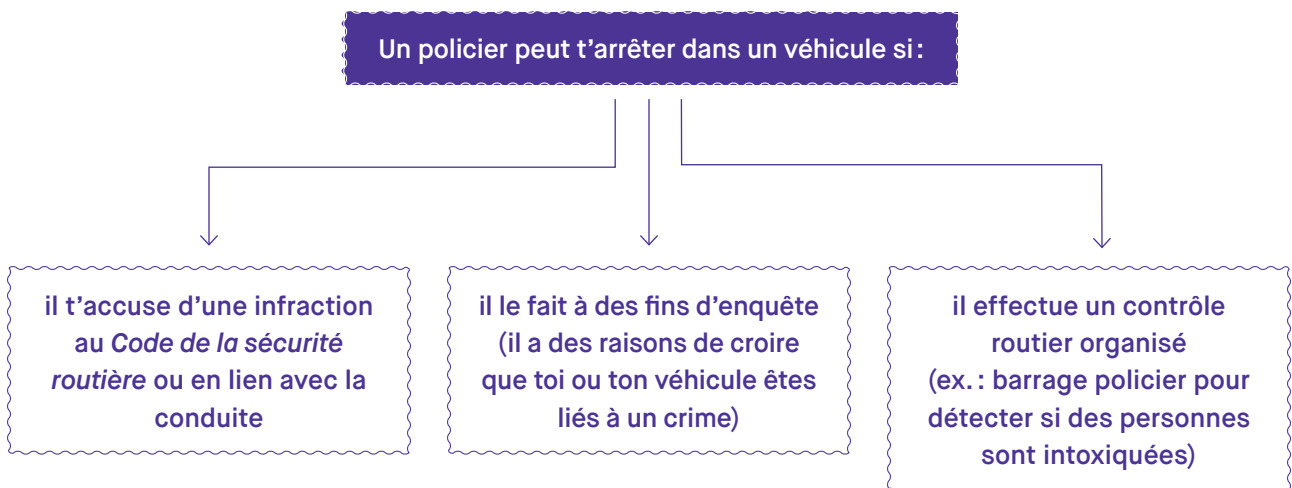 Un policier peut t’arrêter dans un véhicule si :
il t’accuse d’une infraction
au Code de la sécurité
routière ou en lien avec la
conduite
il le fait à des fins d’enquête
(il a des raisons de croire
que toi ou ton véhicule êtes
liés à un crime)
il effectue un contrôle
routier organisé
(ex. : barrage policier pour
détecter si des personnes
sont intoxiquées)